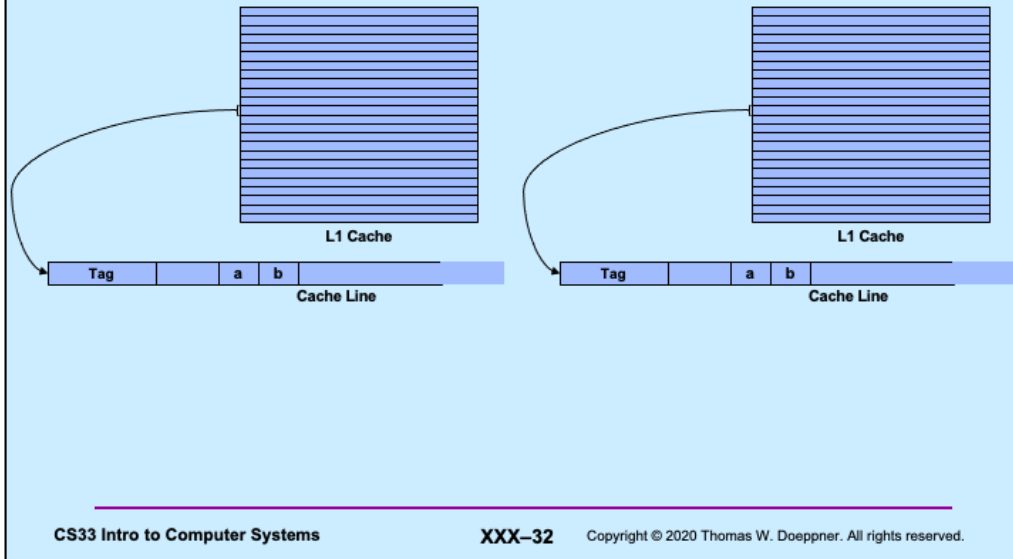 L1 Cache
L1 Cache
Tag a b
Tag a b
Cache Line
Cache Line
CS33 Intro to Computer Systems
XXX–32
Copyright © 2020 Thomas W. Doeppner. All rights reserved.